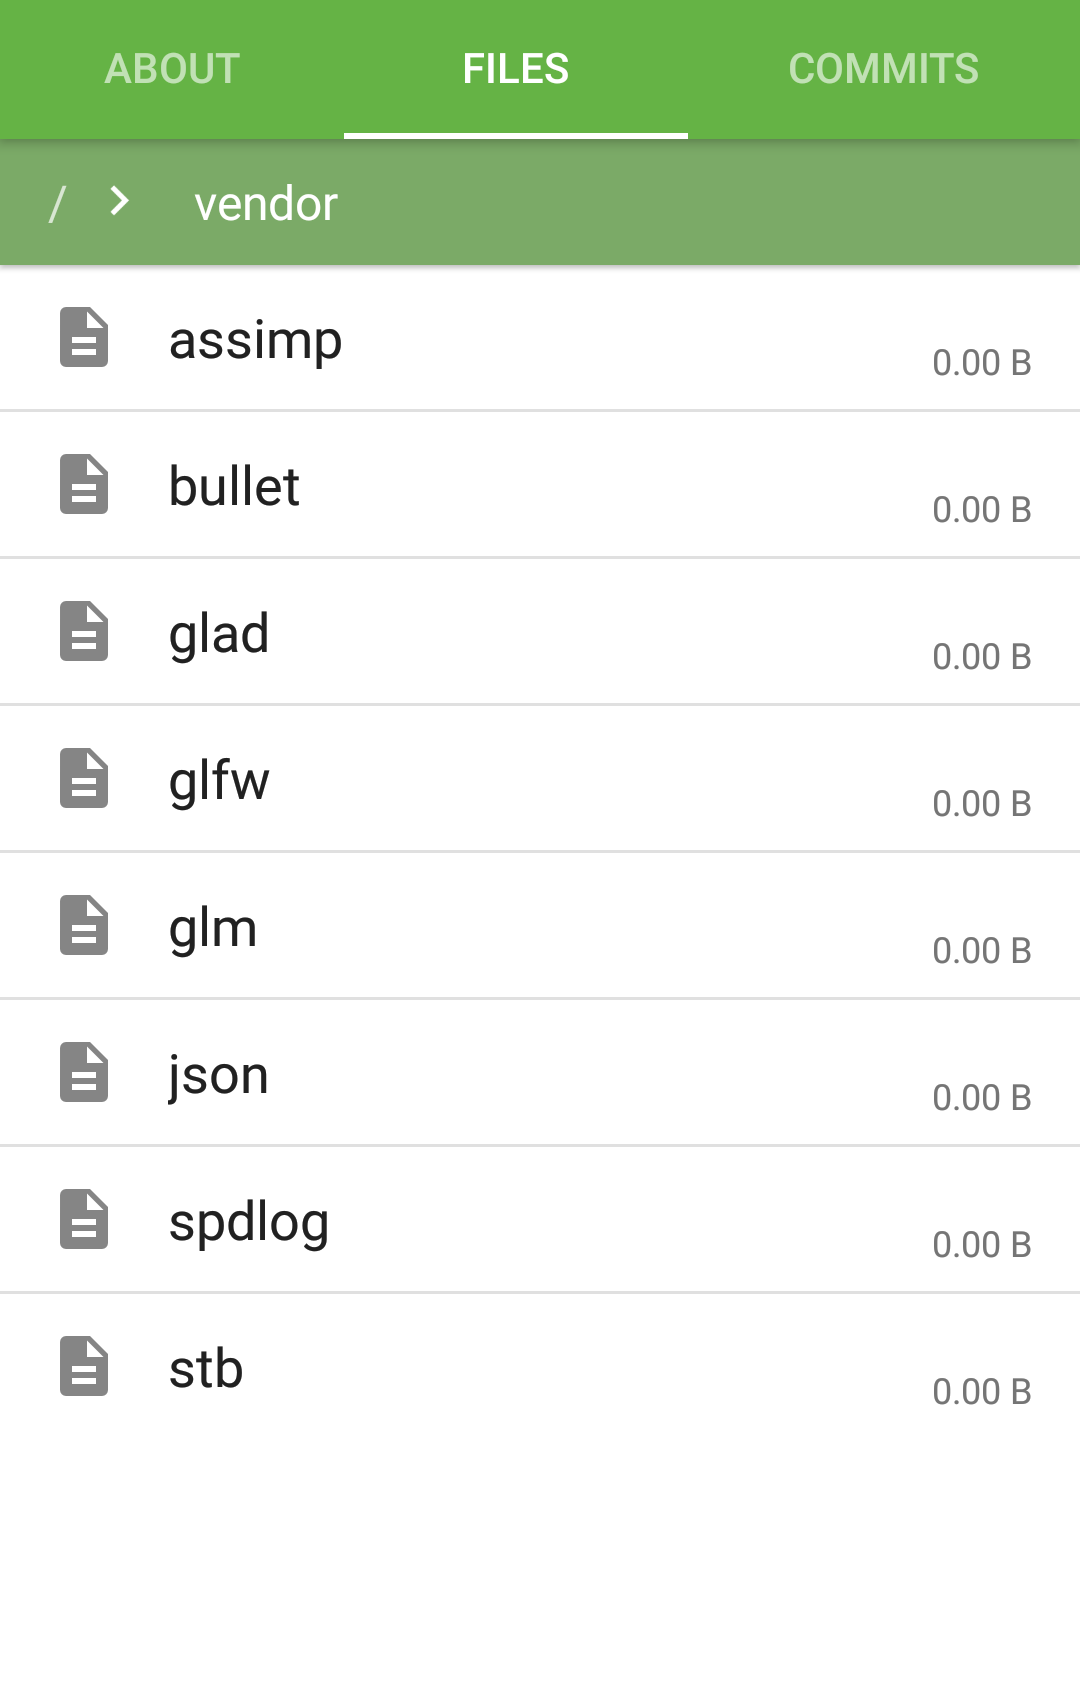 ABOUT FILES COMMITS
/ vendor
assimp 0.00 B
bullet 0.00 B
glad 0.00 B
glfw 0.00 B
glm 0.00 B
json 0.00 B
spdlog 0.00 B
stb 0.00 B